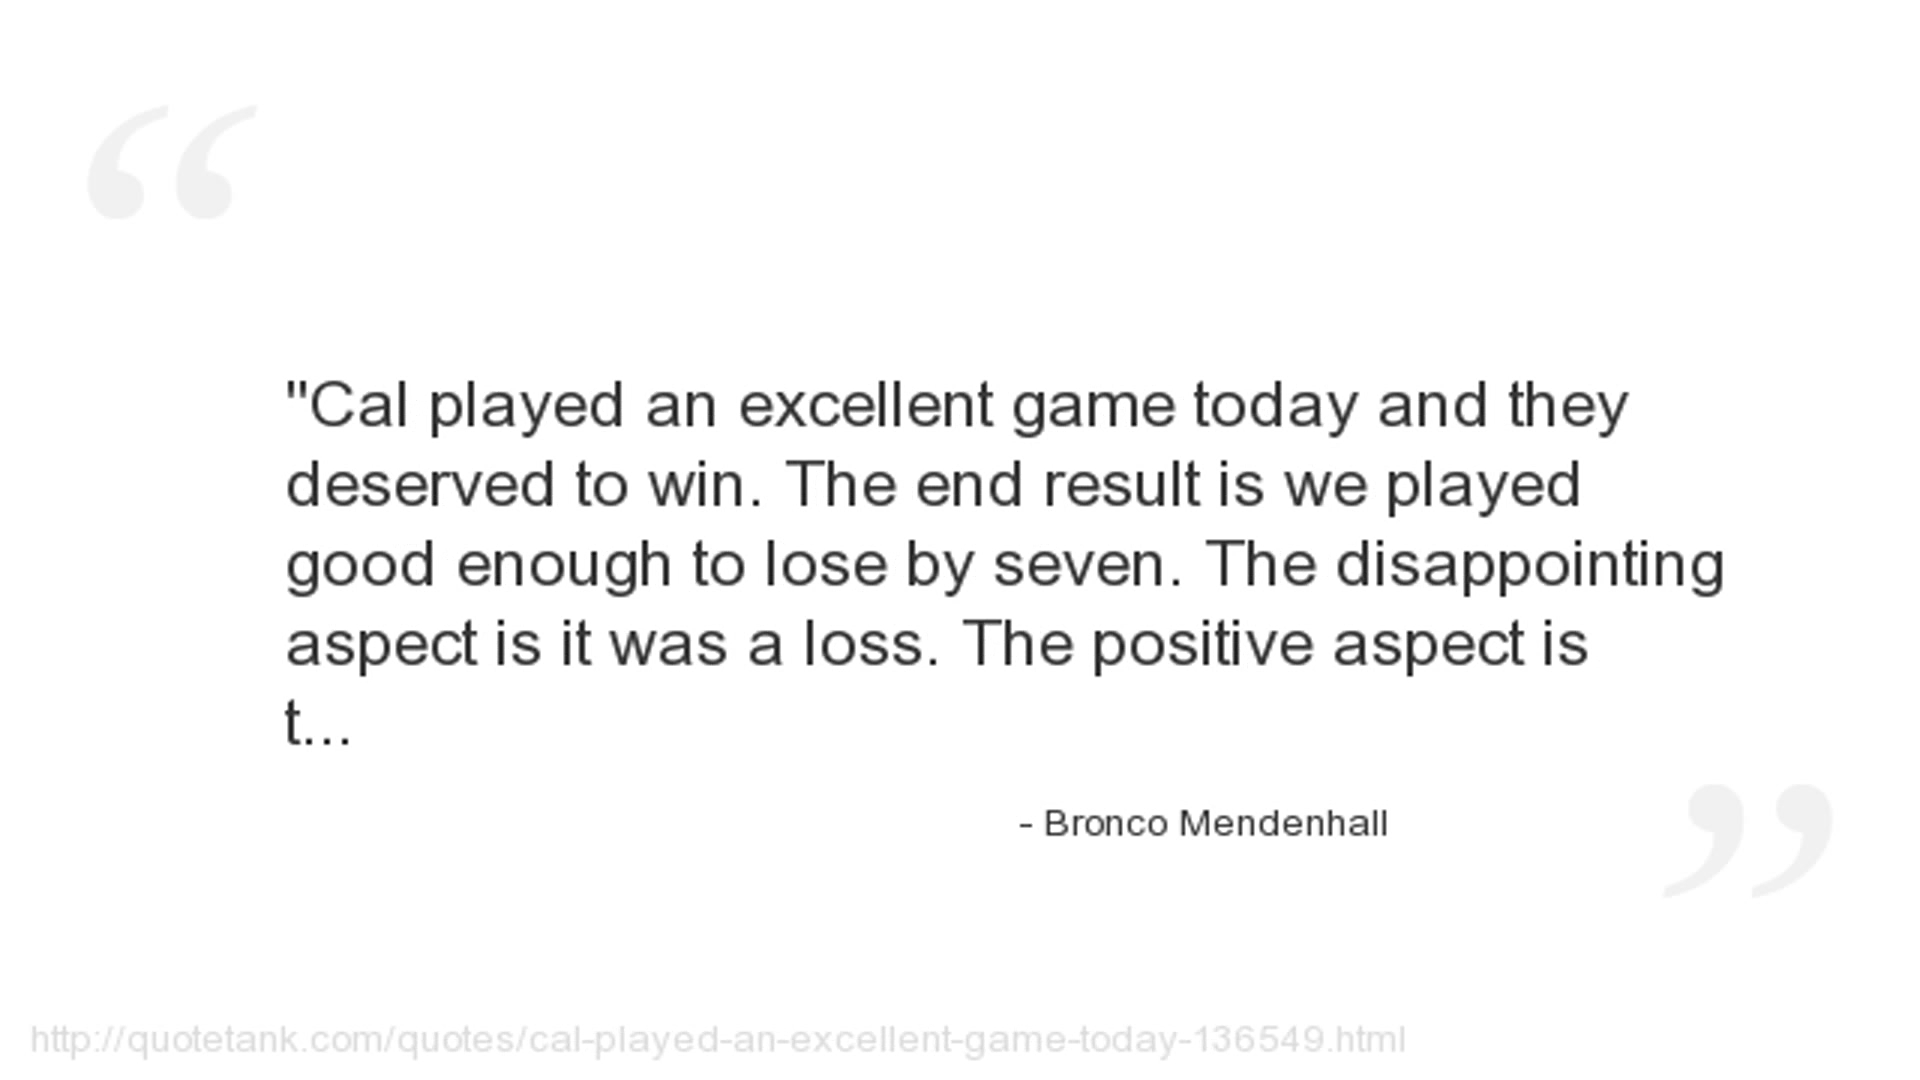 "Cal played an excellent game today and they
deserved to win. The end result is we played
good enough to lose by seven. The disappointing
aspect is it was a loss. The positive aspect is
t...
- Bronco Mendenhall
http://quotetank.com/quotes/cal-played-an-excellent-game-today-136549.html